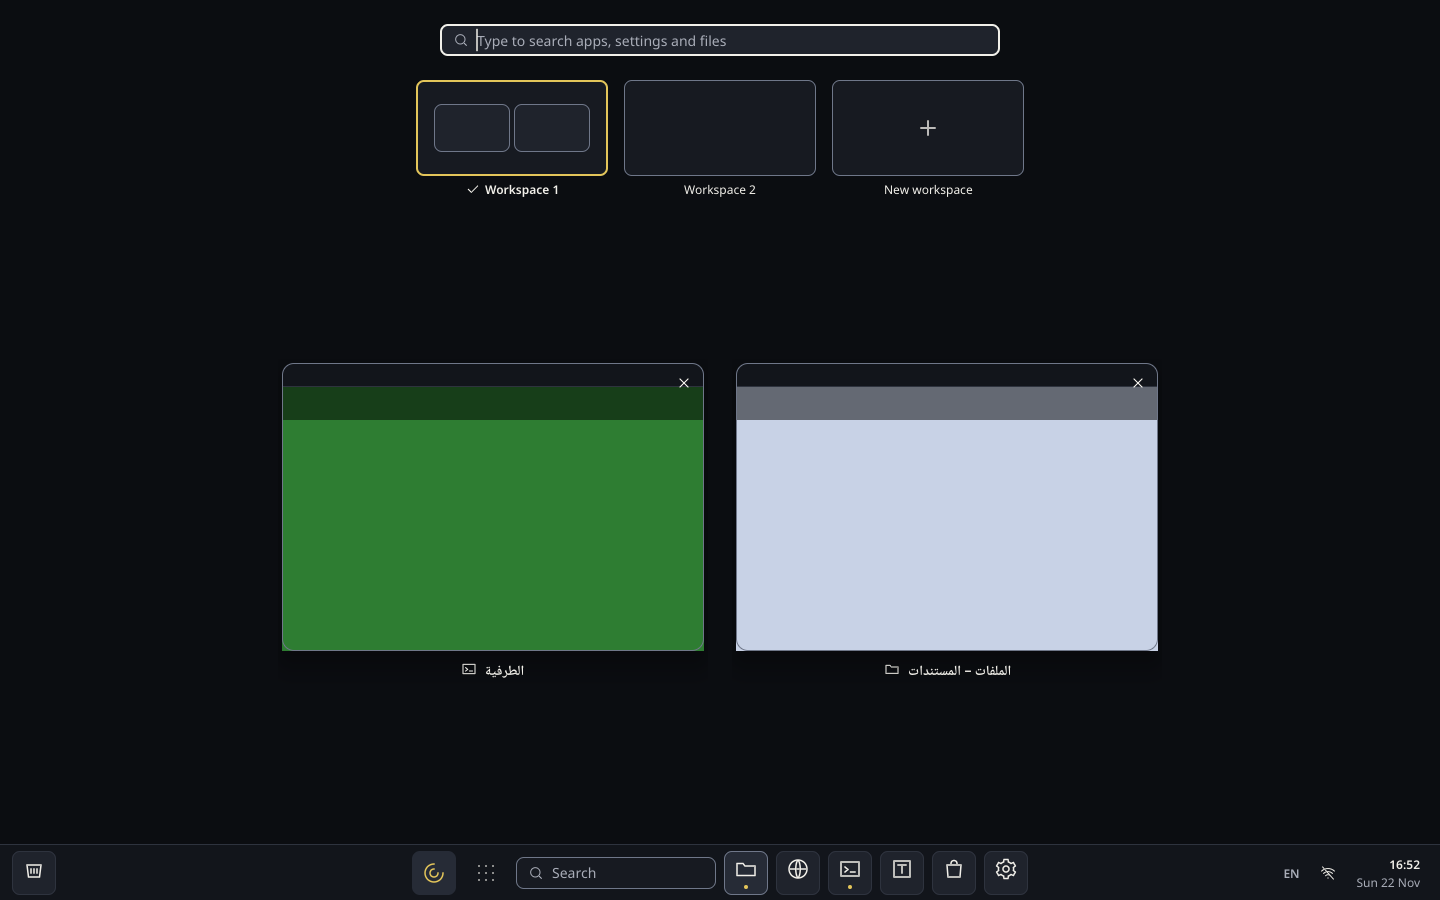 Type to search apps, settings and files
Workspace 1
Workspace 2
New workspace
الطرفية
الملفات – المستندات
Search
EN
16:52
Sun 22 Nov